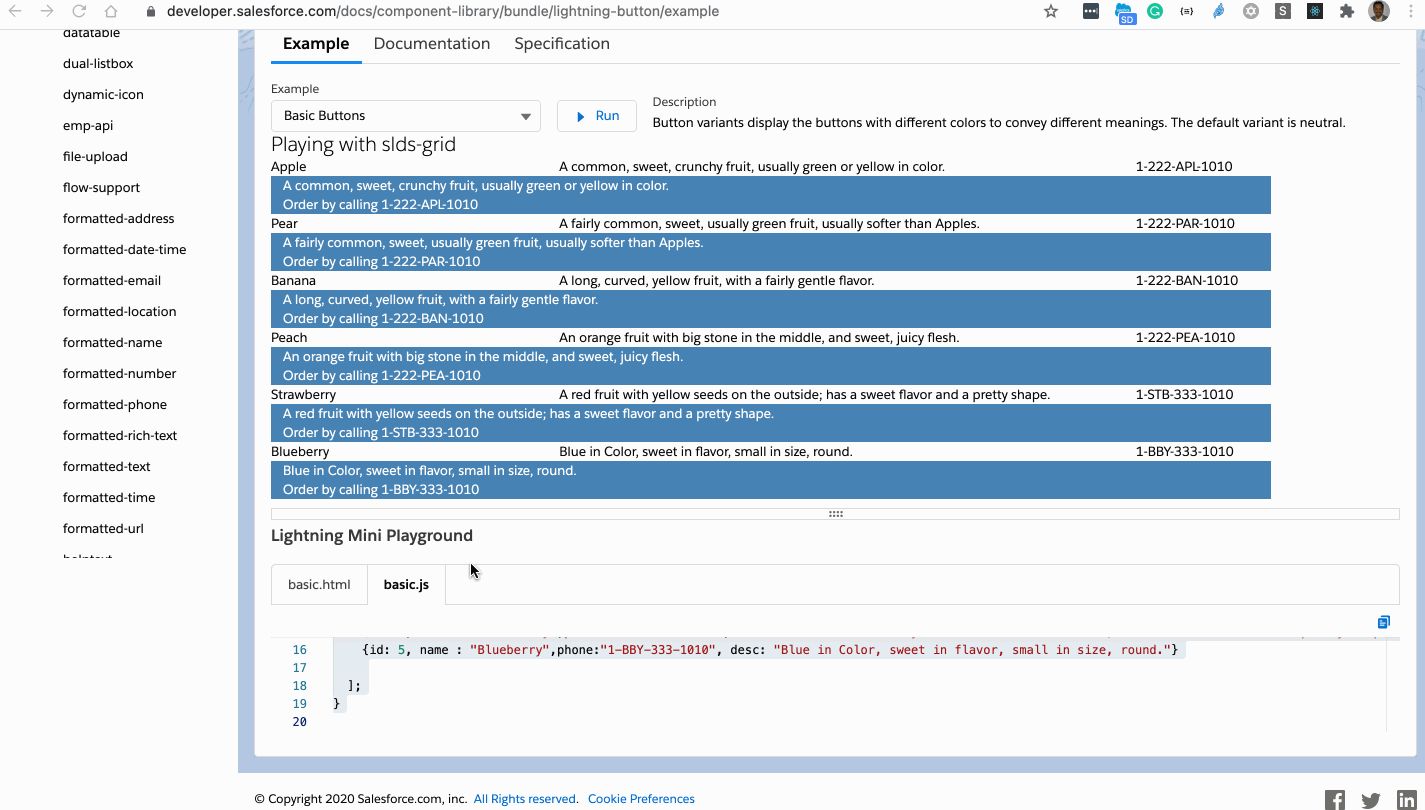 developer.salesforce.com/docs/component-library/bundle/lightning-button/example
SD
S
datatable
dual-listbox
dynamic-icon
emp-api
file-upload
flow-support
formatted-address
formatted-date-time
formatted-email
formatted-location
formatted-name
formatted-number
formatted-phone
formatted-rich-text
formatted-text
formatted-time
formatted-url
Example Documentation Specification
Example
Basic Buttons
Run
Description
Button variants display the buttons with different colors to convey different meanings. The default variant is neutral.
Playing with slds-grid
Apple A common, sweet, crunchy fruit, usually green or yellow in color. 1-222-APL-1010
A common, sweet, crunchy fruit, usually green or yellow in color.
Order by calling 1-222-APL-1010
Pear A fairly common, sweet, usually green fruit, usually softer than Apples. 1-222-PAR-1010
A fairly common, sweet, usually green fruit, usually softer than Apples.
Order by calling 1-222-PAR-1010
Banana A long, curved, yellow fruit, with a fairly gentle flavor. 1-222-BAN-1010
A long, curved, yellow fruit, with a fairly gentle flavor.
Order by calling 1-222-BAN-1010
Peach An orange fruit with big stone in the middle, and sweet, juicy flesh. 1-222-PEA-1010
An orange fruit with big stone in the middle, and sweet, juicy flesh.
Order by calling 1-222-PEA-1010
Strawberry A red fruit with yellow seeds on the outside; has a sweet flavor and a pretty shape. 1-STB-333-1010
A red fruit with yellow seeds on the outside; has a sweet flavor and a pretty shape.
Order by calling 1-STB-333-1010
Blueberry Blue in Color, sweet in flavor, small in size, round. 1-BBY-333-1010
Blue in Color, sweet in flavor, small in size, round.
Order by calling 1-BBY-333-1010
Lightning Mini Playground
basic.html basic.js
16 {id: 5, name : "Blueberry",phone:"1-BBY-333-1010", desc: "Blue in Color, sweet in flavor, small in size, round."}
17
18 ];
19 }
20
© Copyright 2020 Salesforce.com, inc. All Rights reserved. Cookie Preferences